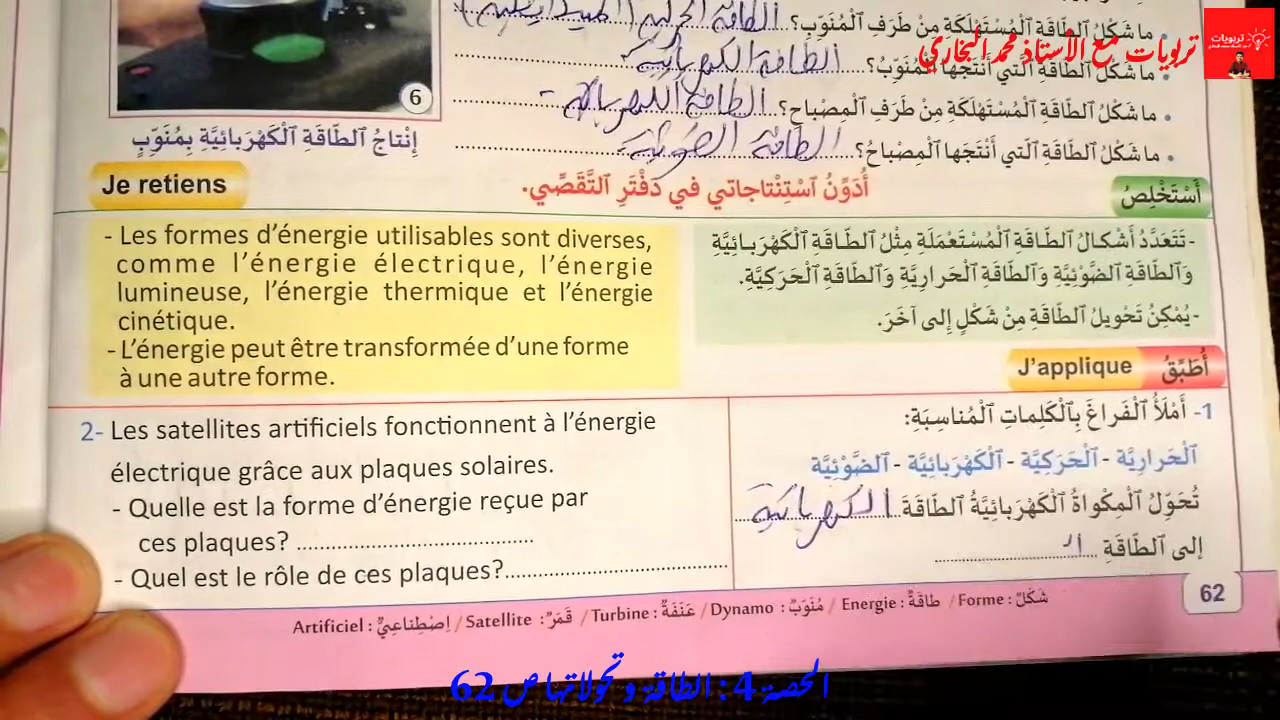 ما شَكْلُ ٱلطّاقَةِ ٱلْمُسْتَهْلَكَةِ مِنْ طَرَفِ ٱلْمُنَوِّبِ؟ الطاقة الحركية
تربويات مع الأستاذ محمد البخاري
تربويات
ما شَكْلُ ٱلطّاقَةِ ٱلَّتي أَنْتَجَها ٱلْمُنَوِّبُ؟ الطاقة الكهربائية
ما شَكْلُ ٱلطّاقَةِ ٱلْمُسْتَهْلَكَةِ مِنْ طَرَفِ ٱلْمِصْباحِ؟ الطاقة الكهربائية -
ما شَكْلُ ٱلطّاقَةِ ٱلَّتي أَنْتَجَها ٱلْمِصْباحُ؟ الطاقة الضوئية
6
إِنْتاجُ ٱلطّاقَةِ ٱلْكَهْرَبائِيَّةِ بِمُنَوِّبٍ
أَسْتَخْلِصُ
أُدَوِّنُ ٱسْتِنْتاجاتي في دَفْتَرِ ٱلتَّقَصّي.
Je retiens
- تَتَعَدَّدُ أَشْكالُ ٱلطّاقَةِ ٱلْمُسْتَعْمَلَةِ مِثْلُ ٱلطّاقَةِ ٱلْكَهْرَبائِيَّةِ
وَٱلطّاقَةِ ٱلضَّوْئِيَّةِ وَٱلطّاقَةِ ٱلْحَرارِيَّةِ وَٱلطّاقَةِ ٱلْحَرَكِيَّةِ.
- يُمْكِنُ تَحْويلُ ٱلطّاقَةِ مِنْ شَكْلٍ إِلى آخَرَ.
- Les formes d’énergie utilisables sont diverses,
comme l’énergie électrique, l’énergie
lumineuse, l’énergie thermique et l’énergie
cinétique.
- L’énergie peut être transformée d’une forme
à une autre forme.
أُطَبِّقُ
J’applique
1- أَمْلَأُ ٱلْفَراغَ بِٱلْكَلِماتِ ٱلْمُناسِبَةِ:
ٱلْحَرارِيَّة - ٱلْحَرَكِيَّة - ٱلْكَهْرَبائِيَّة - ٱلضَّوْئِيَّة
تُحَوِّلُ ٱلْمِكْواةُ ٱلْكَهْرَبائِيَّةُ ٱلطّاقَةَ الكهربائية
إِلى ٱلطّاقَةِ ال
2- Les satellites artificiels fonctionnent à l’énergie
électrique grâce aux plaques solaires.
- Quelle est la forme d’énergie reçue par
ces plaques? ...
- Quel est le rôle de ces plaques?...
62
شَكْلٌ : Forme / طاقَةٌ : Energie / مُنَوِّبٌ : Dynamo / عَنَفَةٌ : Turbine / قَمَرٌ : Satellite / إِصْطِناعِيٌّ : Artificiel
الحصة 4 : الطاقة و تحولاتها ص 62